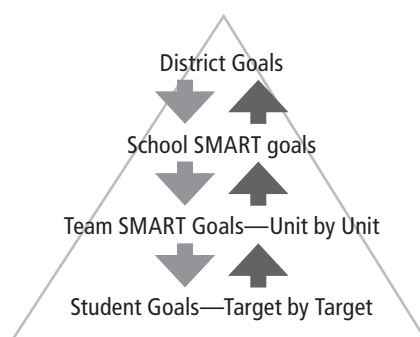 District Goals
School SMART goals
Team SMART Goals—Unit by Unit
Student Goals—Target by Target